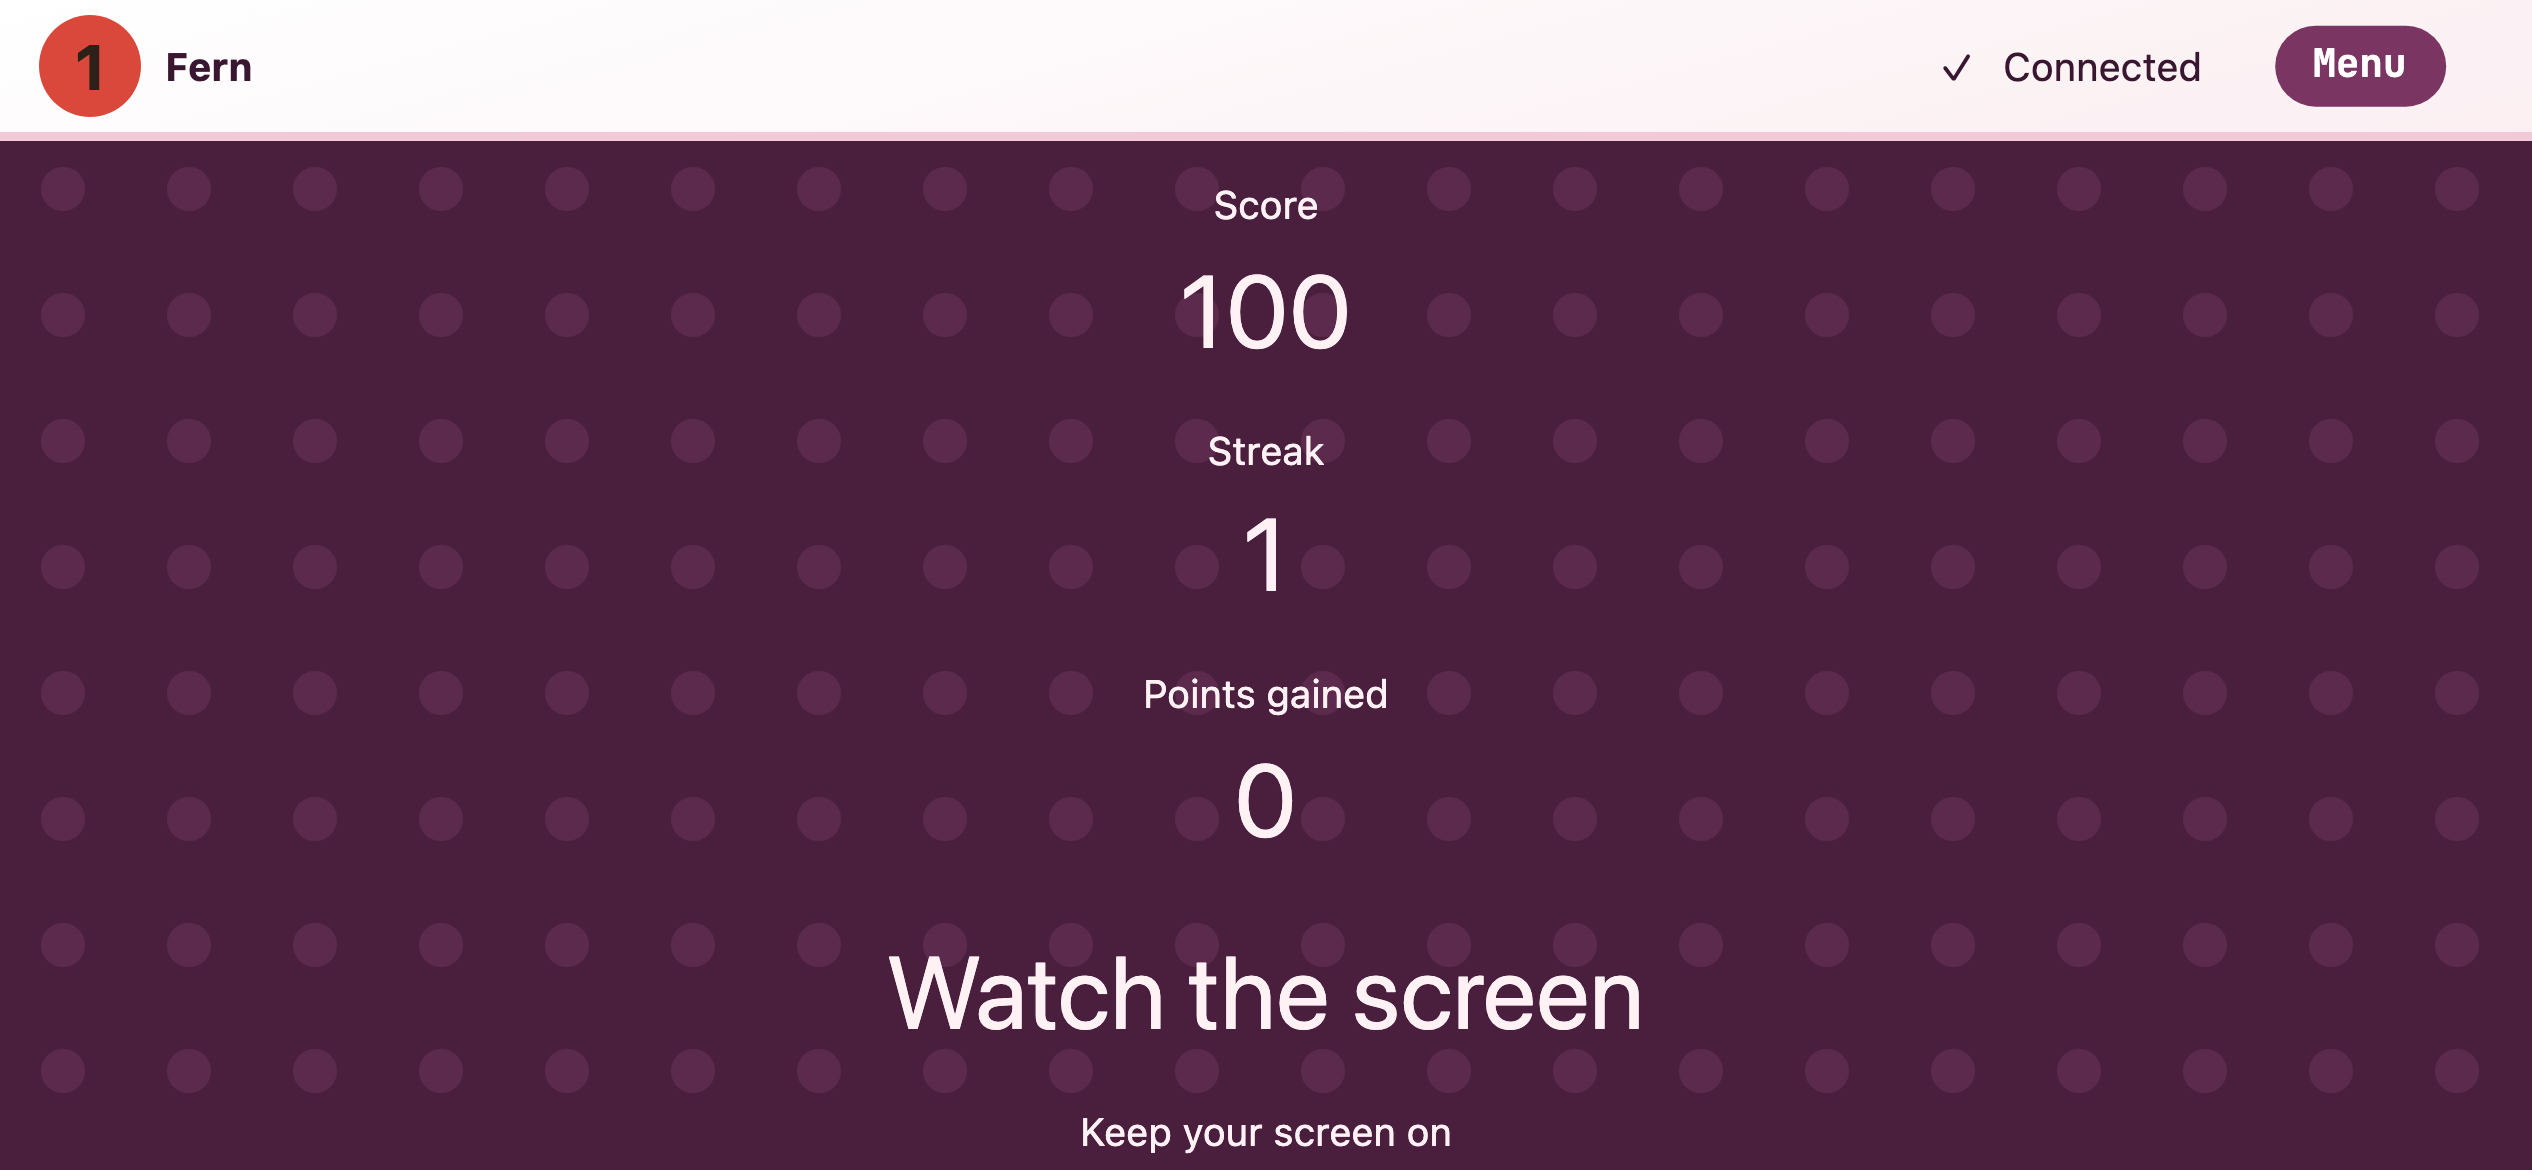 1 Fern ✓ Connected Menu
Score
100
Streak
1
Points gained
0
Watch the screen
Keep your screen on